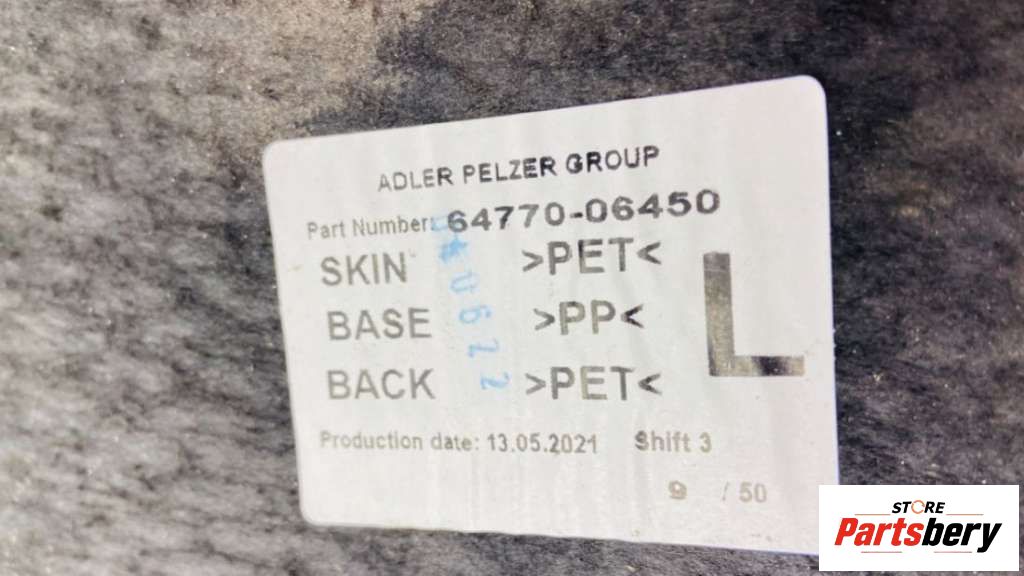 ADLER PELZER GROUP
Part Number: 64770-06450
SKIN >PET<
BASE >PP<
BACK >PET<
L
Production date: 13.05.2021 Shift 3
9 / 50
STORE
Partsbery